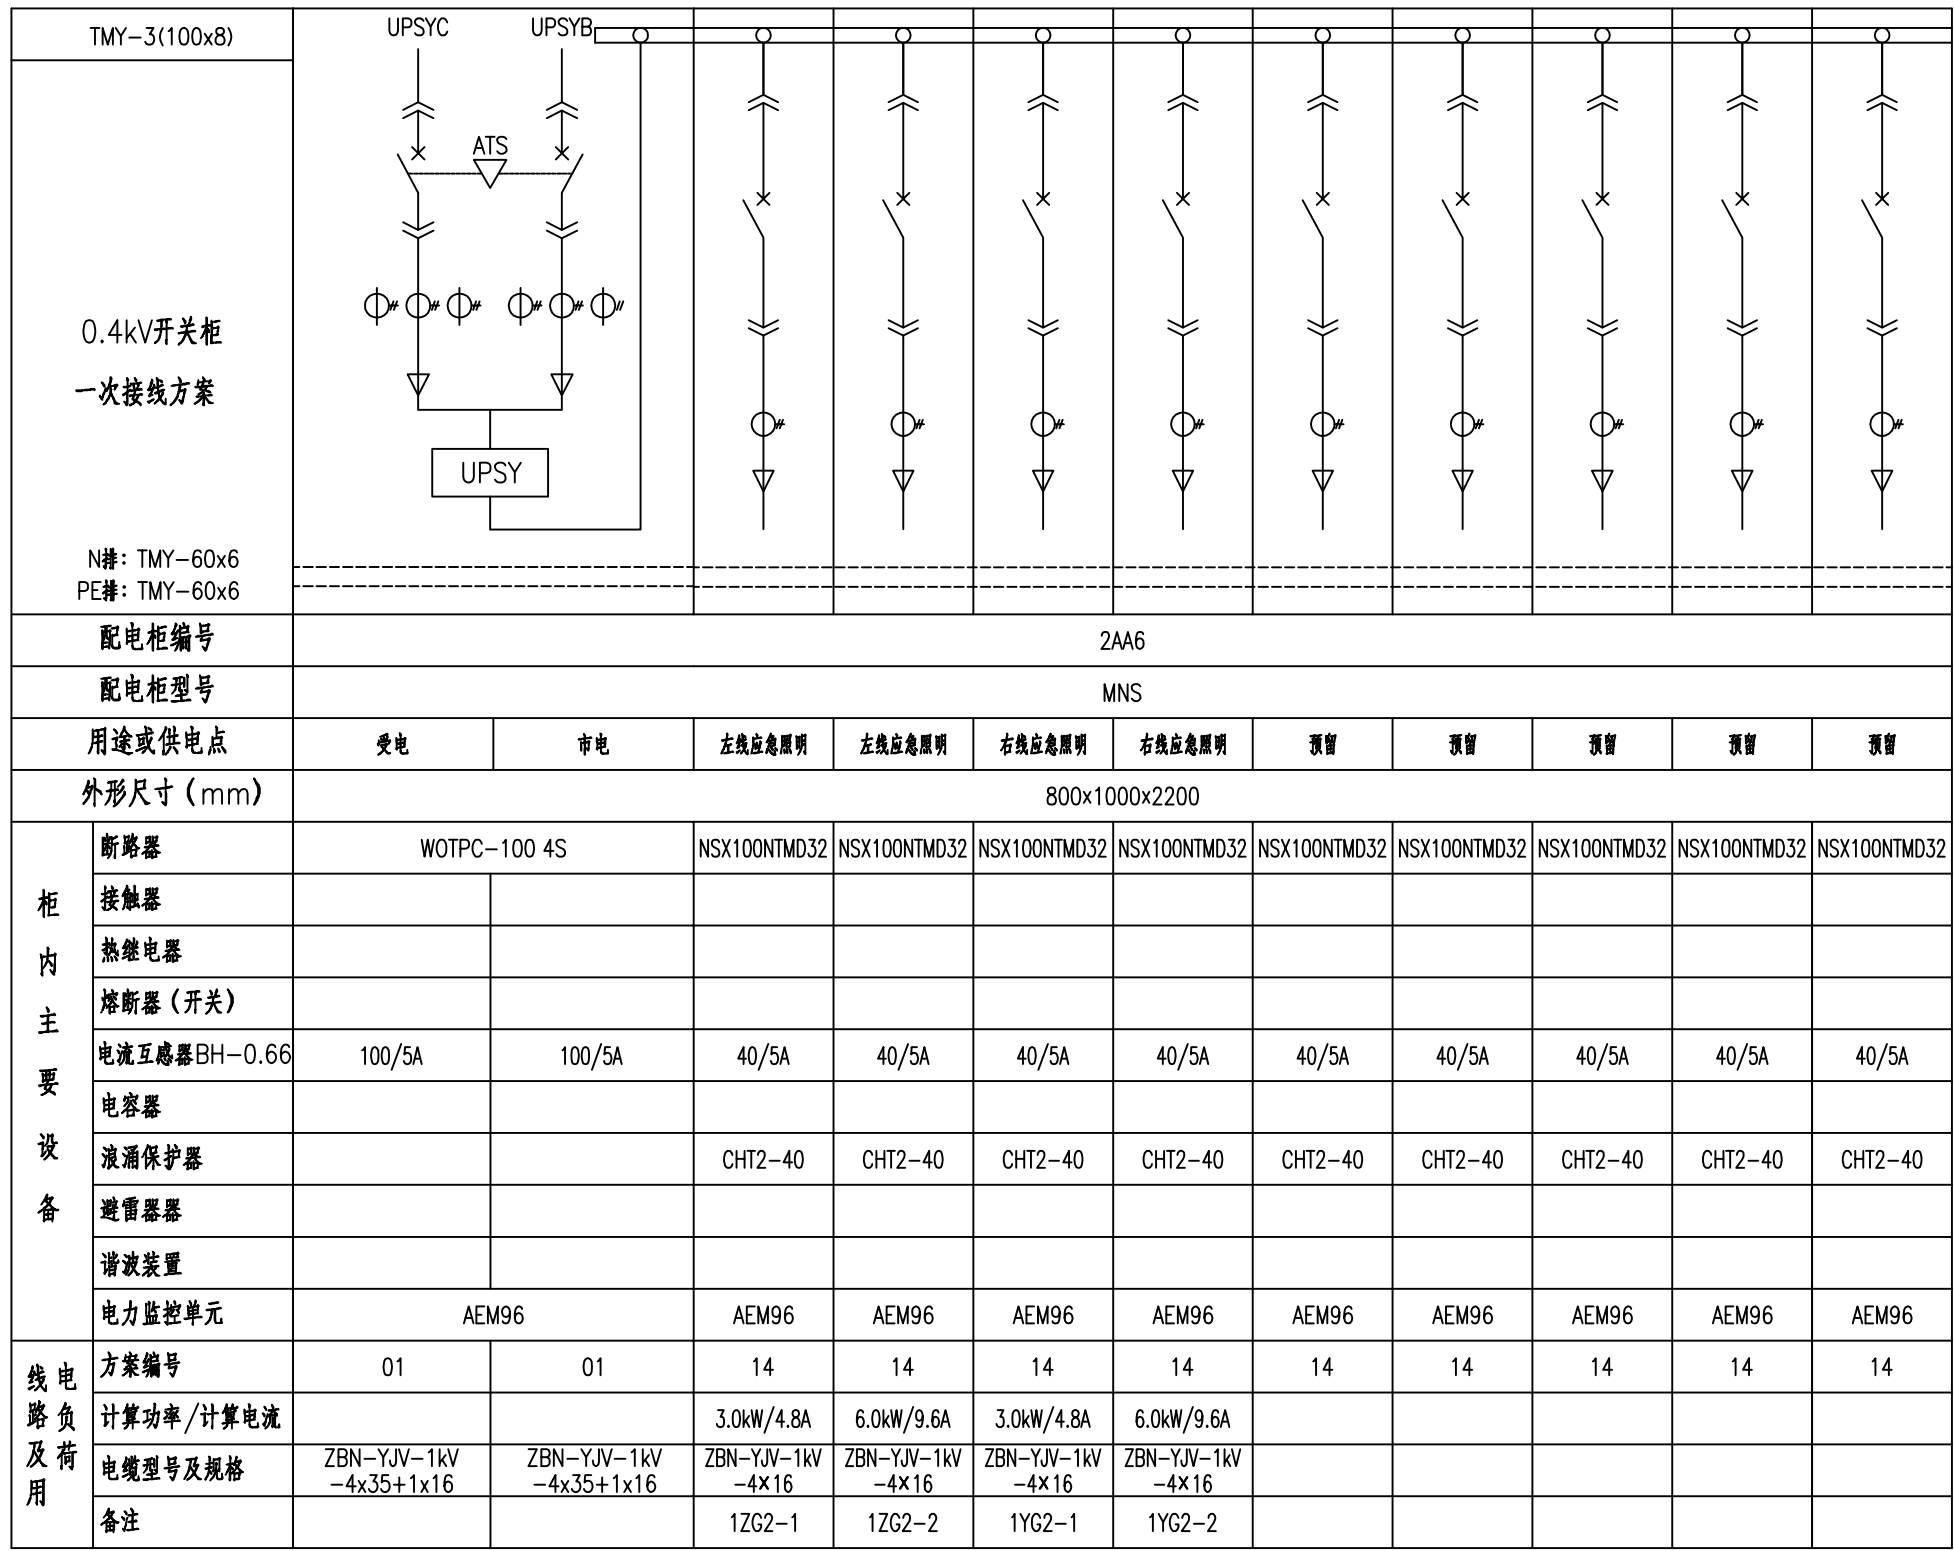 TMY-3(100x8)
UPSYC
UPSYB
ATS
0.4kV开关柜
一次接线方案
UPSY
N排: TMY-60x6
PE排: TMY-60x6
配电柜编号 2AA6
配电柜型号 MNS
用途或供电点 受电 市电 左线应急照明 左线应急照明 右线应急照明 右线应急照明 预留 预留 预留 预留 预留
外形尺寸(mm) 800x1000x2200
柜内主要设备
断路器 WOTPC-100 4S NSX100NTMD32 NSX100NTMD32 NSX100NTMD32 NSX100NTMD32 NSX100NTMD32 NSX100NTMD32 NSX100NTMD32 NSX100NTMD32 NSX100NTMD32
接触器
热继电器
熔断器(开关)
电流互感器BH-0.66 100/5A 100/5A 40/5A 40/5A 40/5A 40/5A 40/5A 40/5A 40/5A 40/5A 40/5A
电容器
浪涌保护器 CHT2-40 CHT2-40 CHT2-40 CHT2-40 CHT2-40 CHT2-40 CHT2-40 CHT2-40 CHT2-40
避雷器器
谐波装置
电力监控单元 AEM96 AEM96 AEM96 AEM96 AEM96 AEM96 AEM96 AEM96 AEM96 AEM96
线路及用
电负荷
方案编号 01 01 14 14 14 14 14 14 14 14 14
计算功率/计算电流 3.0kW/4.8A 6.0kW/9.6A 3.0kW/4.8A 6.0kW/9.6A
电缆型号及规格 ZBN-YJV-1kV ZBN-YJV-1kV ZBN-YJV-1kV ZBN-YJV-1kV ZBN-YJV-1kV ZBN-YJV-1kV
-4x35+1x16 -4x35+1x16 -4×16 -4×16 -4×16 -4×16
备注 1ZG2-1 1ZG2-2 1YG2-1 1YG2-2